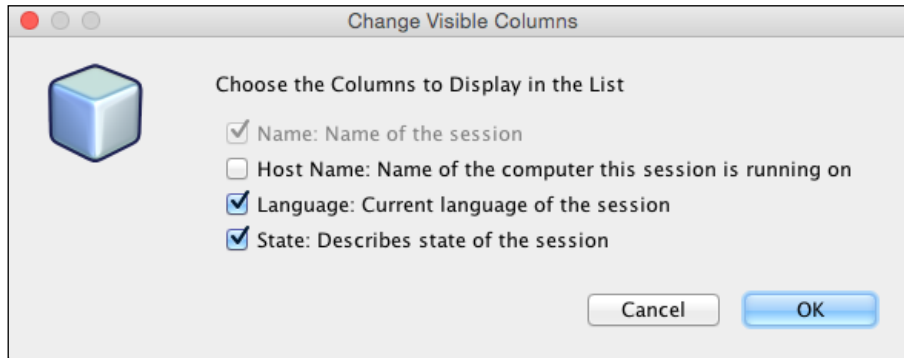 Change Visible Columns
Choose the Columns to Display in the List
Name: Name of the session
Host Name: Name of the computer this session is running on
Language: Current language of the session
State: Describes state of the session
Cancel
OK